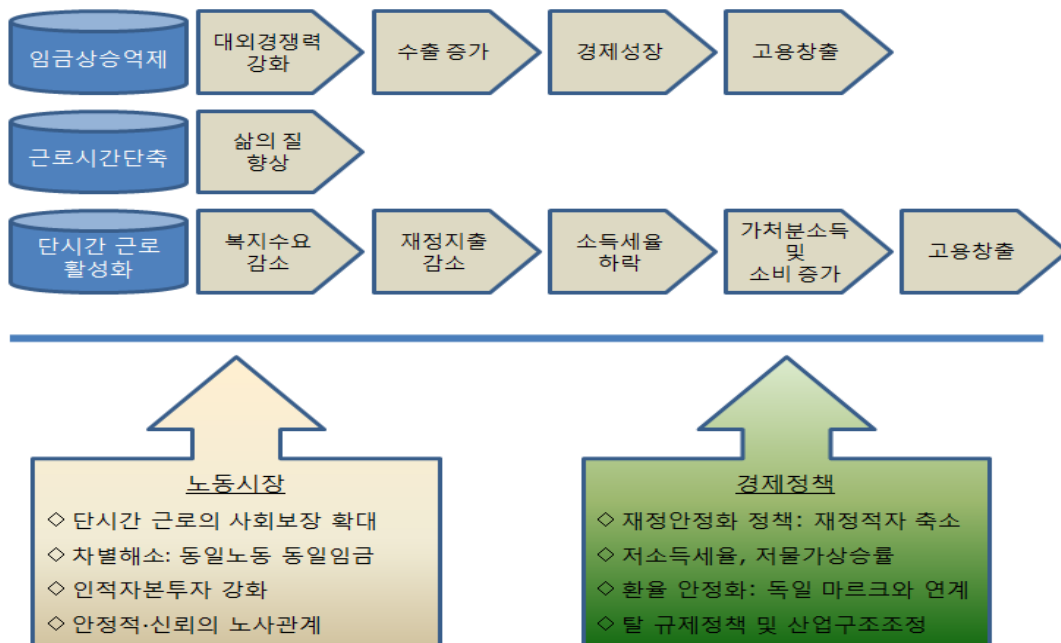 임금상승억제
대외경쟁력
강화
수출 증가
경제성장
고용창출
근로시간단축
삶의 질
향상
단시간 근로
활성화
복지수요
감소
재정지출
감소
소득세율
하락
가처분소득
및
소비 증가
고용창출
노동시장
◇ 단시간 근로의 사회보장 확대
◇ 차별해소: 동일노동 동일임금
◇ 인적자본투자 강화
◇ 안정적·신뢰의 노사관계
경제정책
◇ 재정안정화 정책: 재정적자 축소
◇ 저소득세율, 저물가상승률
◇ 환율 안정화: 독일 마르크와 연계
◇ 탈 규제정책 및 산업구조조정